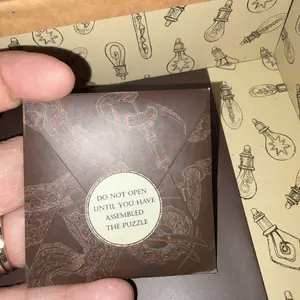 DO NOT OPEN
UNTIL YOU HAVE
ASSEMBLED
THE PUZZLE